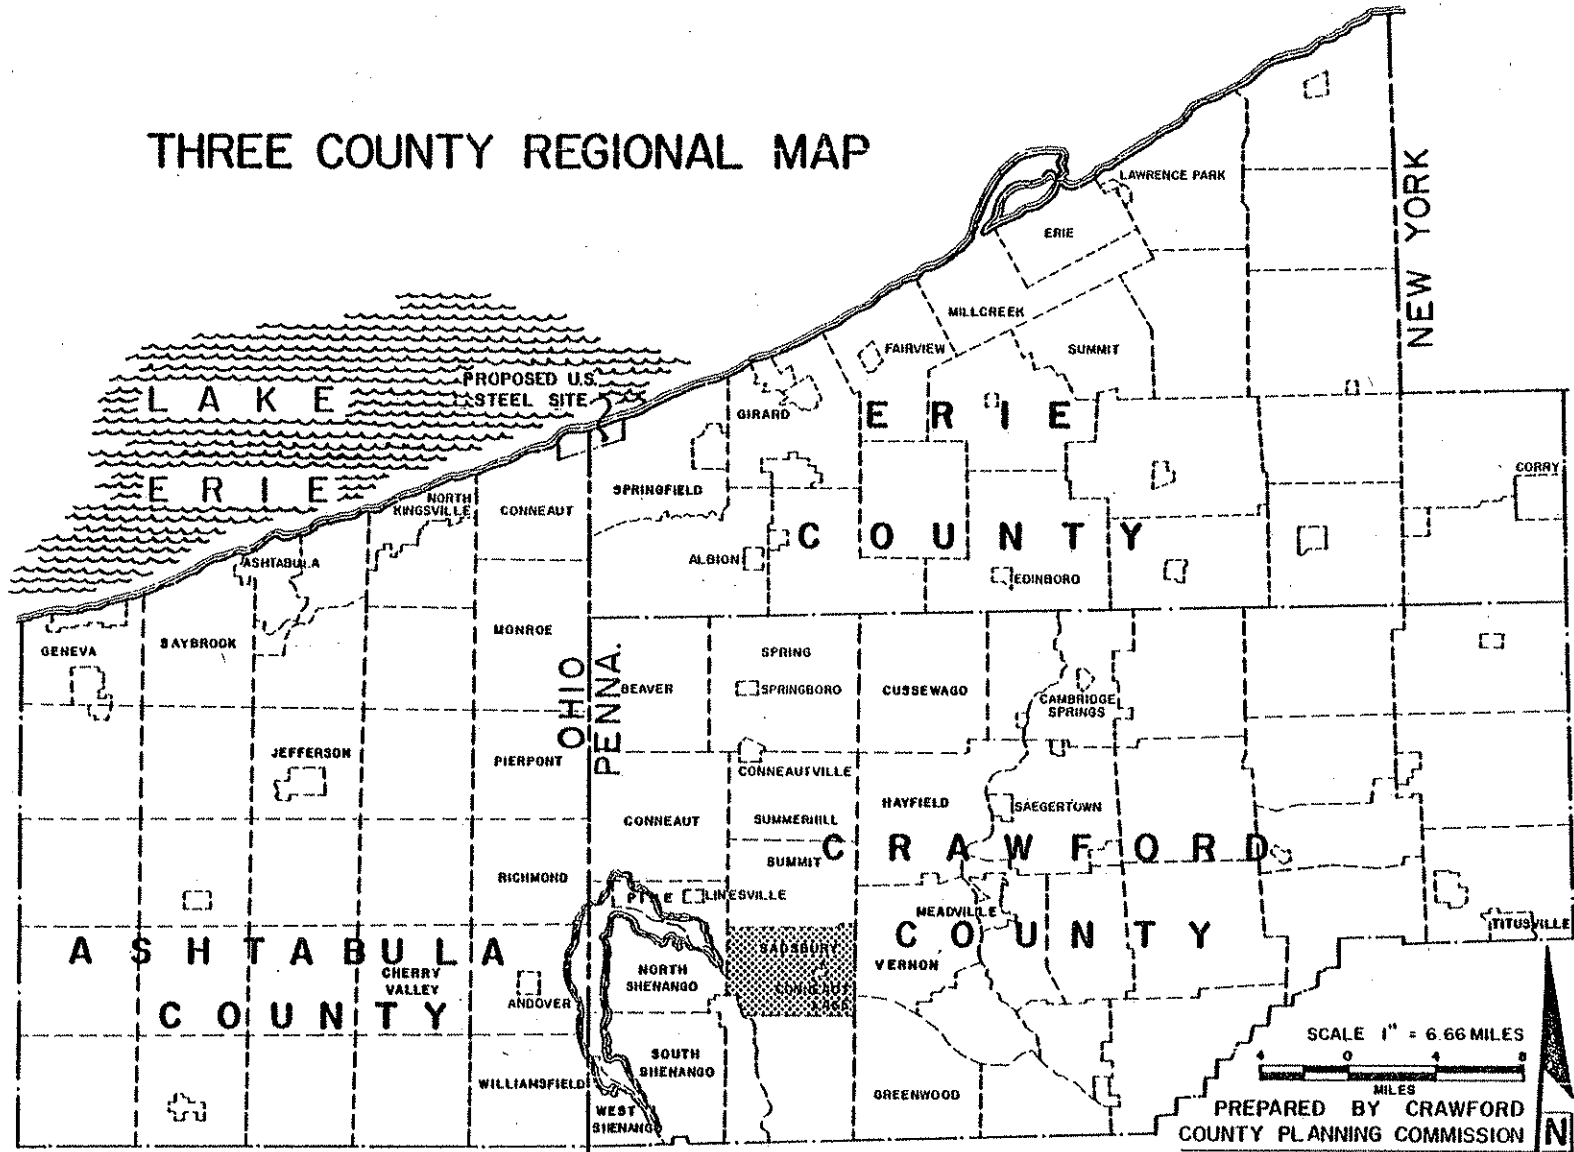 THREE COUNTY REGIONAL MAP
NEW YORK
LAWRENCE PARK
ERIE
MILLCREEK
FAIRVIEW
SUMMIT
PROPOSED U.S.
STEEL SITE
LAKE
ERIE
GIRARD
ERIE
COUNTY
CORRY
NORTH
KINGSVILLE
CONNEAUT
SPRINGFIELD
ASHTABULA
ALBION
EDINBORO
GENEVA
SAYBROOK
MONROE
OHIO
PENNA.
SPRING
BEAVER
SPRINGBORO
CUSSEWAGO
CAMBRIDGE
SPRINGS
JEFFERSON
PIERPONT
CONNEAUTVILLE
HAYFIELD
SAEGERTOWN
CONNEAUT
SUMMERHILL
CRAWFORD
COUNTY
SUMMIT
RICHMOND
PINE
LINESVILLE
MEADVILLE
TITUSVILLE
ASHTABULA
COUNTY
CHERRY
VALLEY
ANDOVER
NORTH
SHENANGO
SADSBURY
CONNEAUT
LAKE
VERNON
SOUTH
SHENANGO
WILLIAMSFIELD
WEST
SHENANGO
GREENWOOD
SCALE 1" = 6.66 MILES
4 0 4 8
MILES
PREPARED BY CRAWFORD
COUNTY PLANNING COMMISSION
N